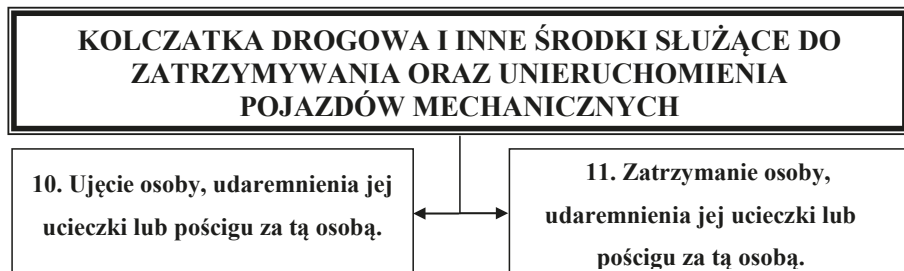 KOLCZATKA DROGOWA I INNE ŚRODKI SŁUŻĄCE DO
ZATRZYMYWANIA ORAZ UNIERUCHOMIENIA
POJAZDÓW MECHANICZNYCH
10. Ujęcie osoby, udaremnienia jej
ucieczki lub pościgu za tą osobą.
11. Zatrzymanie osoby,
udaremnienia jej ucieczki lub
pościgu za tą osobą.